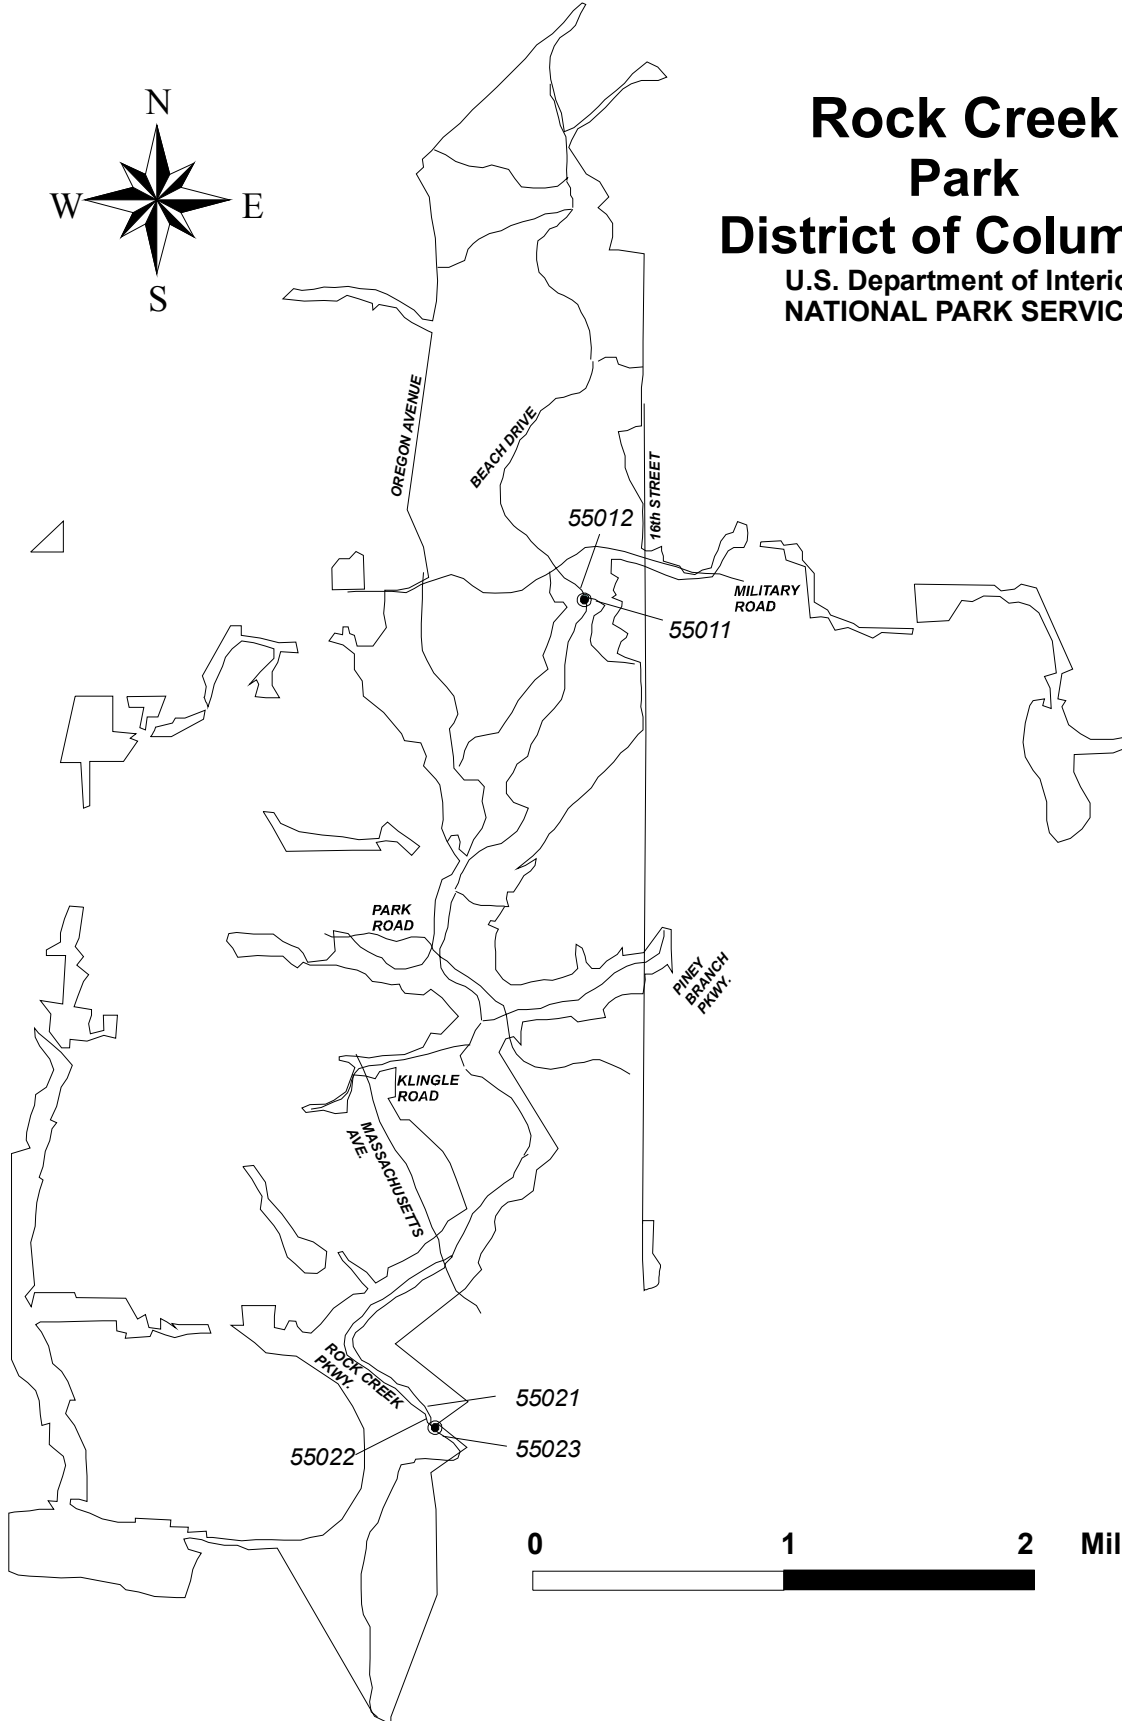 N
W E
S
Rock Creek
Park
District of Colum
U.S. Department of Interio
NATIONAL PARK SERVIC
OREGON AVENUE
BEACH DRIVE
16th STREET
55012
MILITARY
ROAD
55011
PARK
ROAD
PINEY
BRANCH
PKWY.
KLINGLE
ROAD
MASSACHUSETTS
AVE.
ROCK CREEK
PKWY.
55021
55022
55023
0 1 2 Mil